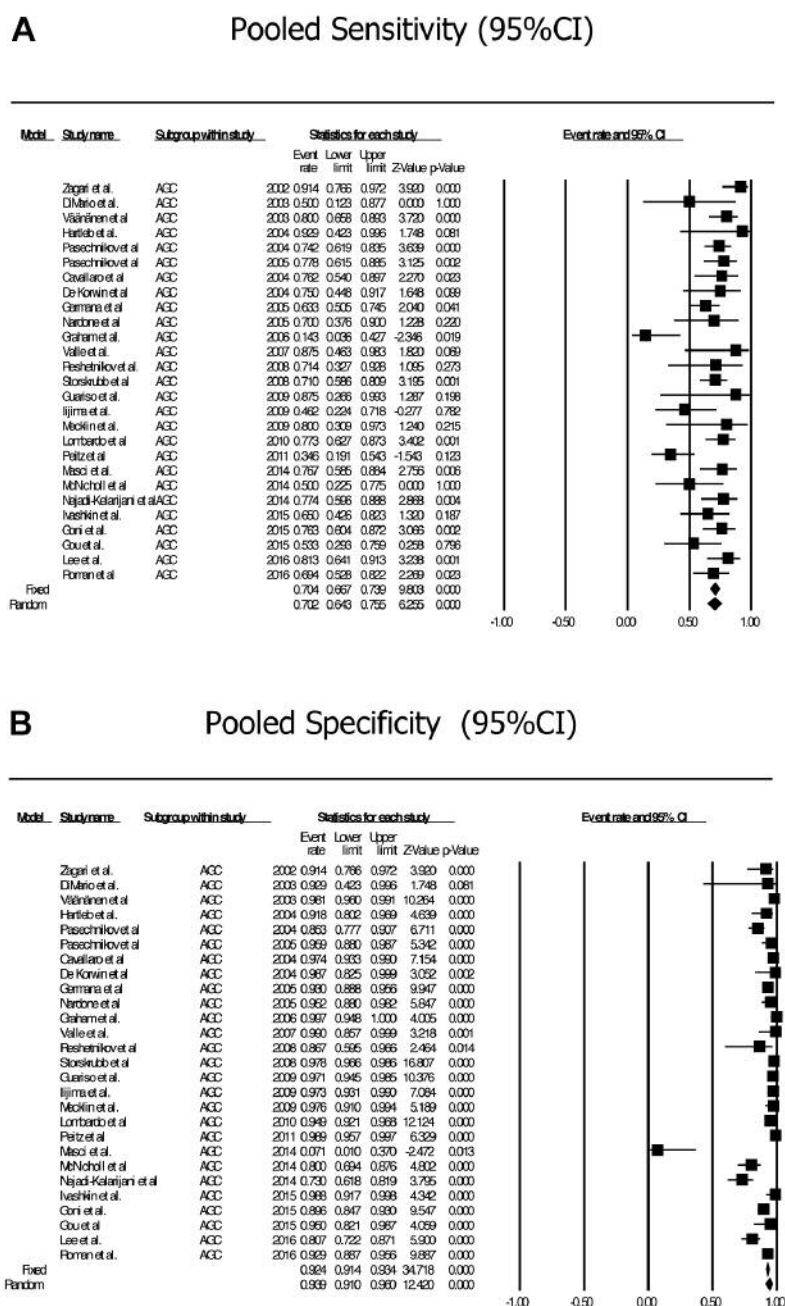 A Pooled Sensitivity (95%CI)
Model Study name Subgroup within study Statistics for each study Event rate and 95% CI
Event Lower Upper
rate limit limit Z-Value p-Value
Zagari et al. AGC 2002 0.914 0.766 0.972 3.920 0.000
DiMario et al. AGC 2003 0.500 0.123 0.877 0.000 1.000
Väänänen et al AGC 2003 0.800 0.658 0.893 3.720 0.000
Hartleb et al. AGC 2004 0.929 0.423 0.996 1.748 0.081
Pasechnikov et al AGC 2004 0.742 0.619 0.835 3.639 0.000
Pasechnikov et al AGC 2005 0.778 0.615 0.885 3.125 0.002
Cavallaro et al AGC 2004 0.762 0.540 0.897 2.270 0.023
De Korwin et al AGC 2004 0.750 0.448 0.917 1.648 0.099
Germana et al AGC 2005 0.633 0.505 0.745 2.040 0.041
Nardone et al AGC 2005 0.700 0.376 0.900 1.228 0.220
Graham et al. AGC 2006 0.143 0.036 0.427 -2.346 0.019
Valle et al. AGC 2007 0.875 0.463 0.983 1.820 0.069
Reshetnikov et al. AGC 2008 0.714 0.327 0.928 1.095 0.273
Storskrubb et al AGC 2008 0.710 0.586 0.809 3.195 0.001
Guariso et al. AGC 2009 0.875 0.266 0.993 1.287 0.198
Iijima et al. AGC 2009 0.462 0.224 0.718 -0.277 0.782
Mecklin et al. AGC 2009 0.800 0.309 0.973 1.240 0.215
Lombardo et al AGC 2010 0.773 0.627 0.873 3.402 0.001
Peitz et al AGC 2011 0.346 0.191 0.543 -1.543 0.123
Masci et al. AGC 2014 0.767 0.585 0.884 2.756 0.006
McNicholl et al AGC 2014 0.500 0.225 0.775 0.000 1.000
Najadi-Kelarijani et al AGC 2014 0.774 0.596 0.888 2.868 0.004
Ivashkin et al. AGC 2015 0.650 0.426 0.823 1.320 0.187
Goni et al. AGC 2015 0.763 0.604 0.872 3.066 0.002
Gou et al. AGC 2015 0.533 0.293 0.759 0.258 0.796
Lee et al. AGC 2016 0.813 0.641 0.913 3.238 0.001
Roman et al AGC 2016 0.694 0.528 0.822 2.269 0.023
Fixed 0.704 0.667 0.739 9.803 0.000
Random 0.702 0.643 0.755 6.255 0.000
-1.00 -0.50 0.00 0.50 1.00
B Pooled Specificity (95%CI)
Model Study name Subgroup within study Statistics for each study Event rate and 95% CI
Event Lower Upper
rate limit limit Z-Value p-Value
Zagari et al. AGC 2002 0.914 0.766 0.972 3.920 0.000
DiMario et al. AGC 2003 0.929 0.423 0.996 1.748 0.081
Väänänen et al AGC 2003 0.981 0.960 0.991 10.264 0.000
Hartleb et al. AGC 2004 0.918 0.802 0.969 4.639 0.000
Pasechnikov et al AGC 2004 0.853 0.777 0.907 6.711 0.000
Pasechnikov et al AGC 2005 0.959 0.880 0.987 5.342 0.000
Cavallaro et al AGC 2004 0.974 0.933 0.990 7.154 0.000
De Korwin et al AGC 2004 0.987 0.825 0.999 3.052 0.002
Germana et al AGC 2005 0.930 0.888 0.956 9.947 0.000
Nardone et al AGC 2005 0.952 0.880 0.982 5.847 0.000
Graham et al. AGC 2006 0.997 0.948 1.000 4.005 0.000
Valle et al. AGC 2007 0.990 0.857 0.999 3.218 0.001
Reshetnikov et al AGC 2008 0.867 0.595 0.966 2.464 0.014
Storskrubb et al AGC 2008 0.978 0.966 0.986 16.807 0.000
Guariso et al. AGC 2009 0.971 0.945 0.985 10.376 0.000
Iijima et al. AGC 2009 0.973 0.931 0.990 7.084 0.000
Mecklin et al. AGC 2009 0.976 0.910 0.994 5.189 0.000
Lombardo et al AGC 2010 0.949 0.921 0.968 12.124 0.000
Peitz et al AGC 2011 0.989 0.957 0.997 6.329 0.000
Masci et al. AGC 2014 0.071 0.010 0.370 -2.472 0.013
McNicholl et al AGC 2014 0.800 0.694 0.876 4.802 0.000
Najadi-Kelarijani et al AGC 2014 0.730 0.618 0.819 3.795 0.000
Ivashkin et al. AGC 2015 0.988 0.917 0.998 4.342 0.000
Goni et al. AGC 2015 0.896 0.847 0.930 9.547 0.000
Gou et al AGC 2015 0.950 0.821 0.987 4.059 0.000
Lee et al. AGC 2016 0.807 0.722 0.871 5.900 0.000
Roman et al. AGC 2016 0.929 0.887 0.956 9.887 0.000
Fixed 0.924 0.914 0.934 34.718 0.000
Random 0.939 0.910 0.960 12.420 0.000
-1.00 -0.50 0.00 0.50 1.00